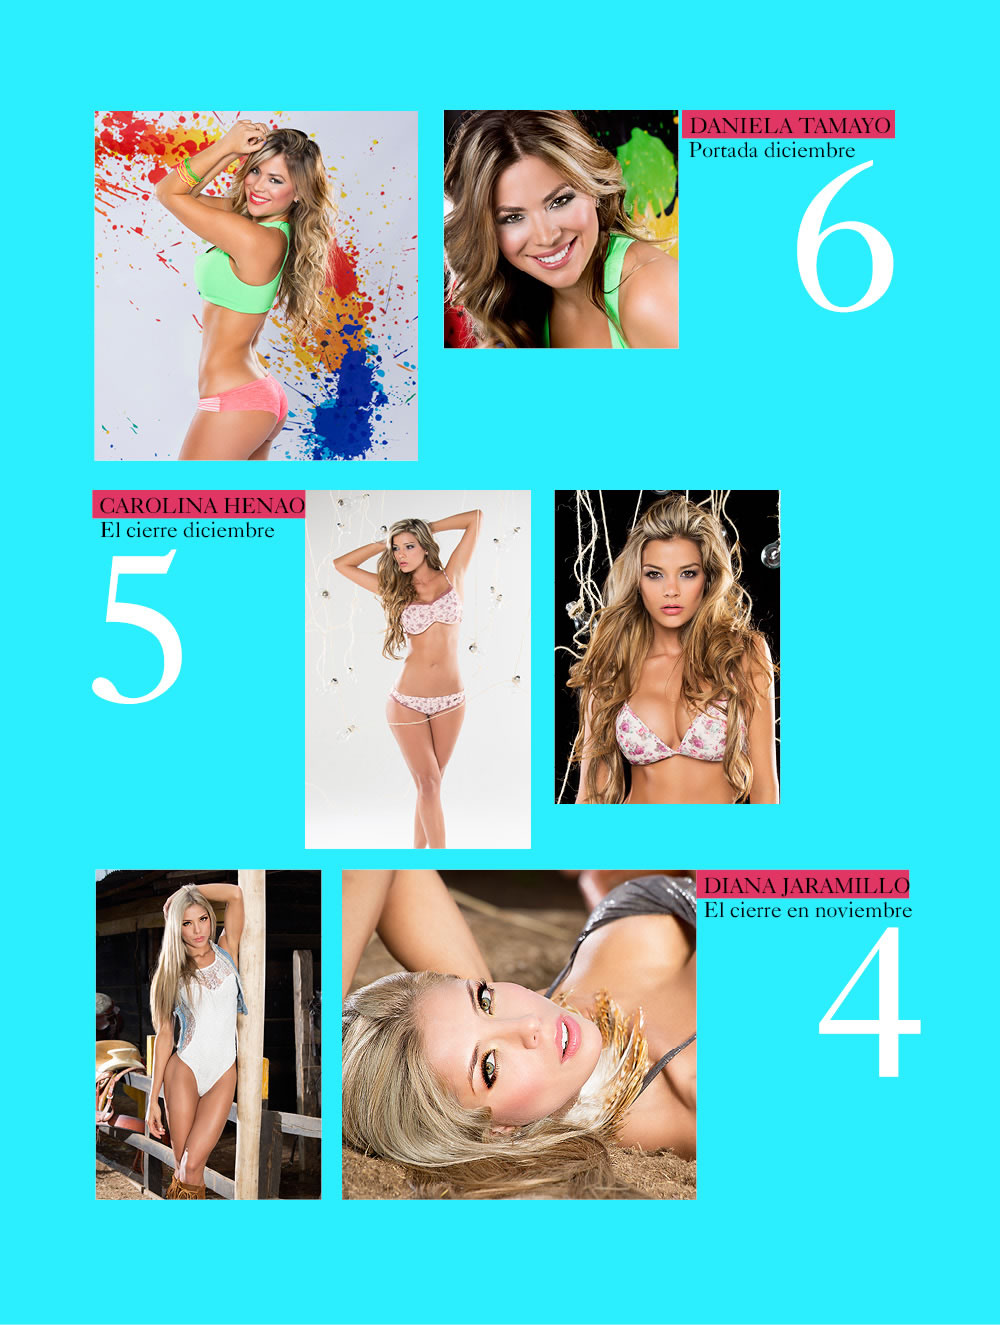 DANIELA TAMAYO
Portada diciembre
6
CAROLINA HENAO
El cierre diciembre
5
DIANA JARAMILLO
El cierre en noviembre
4